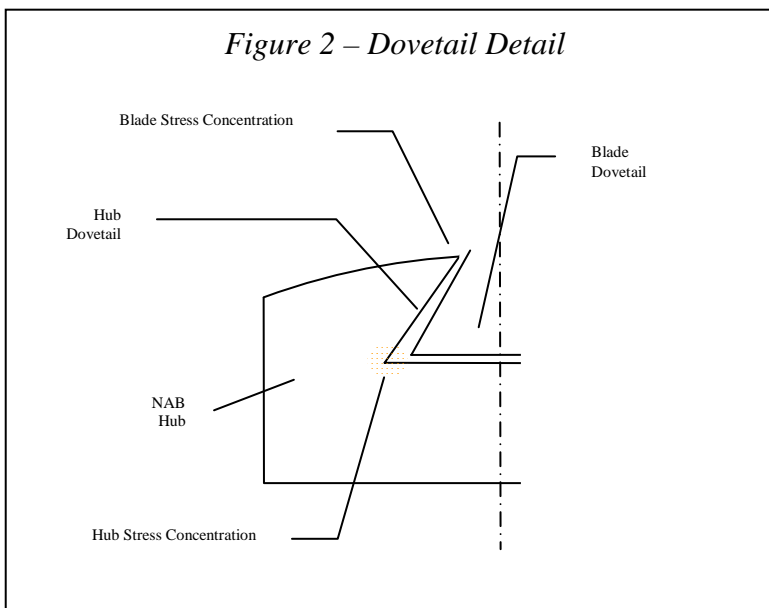 Figure 2 – Dovetail Detail
Blade Stress Concentration
Blade
Dovetail
Hub
Dovetail
NAB
Hub
Hub Stress Concentration